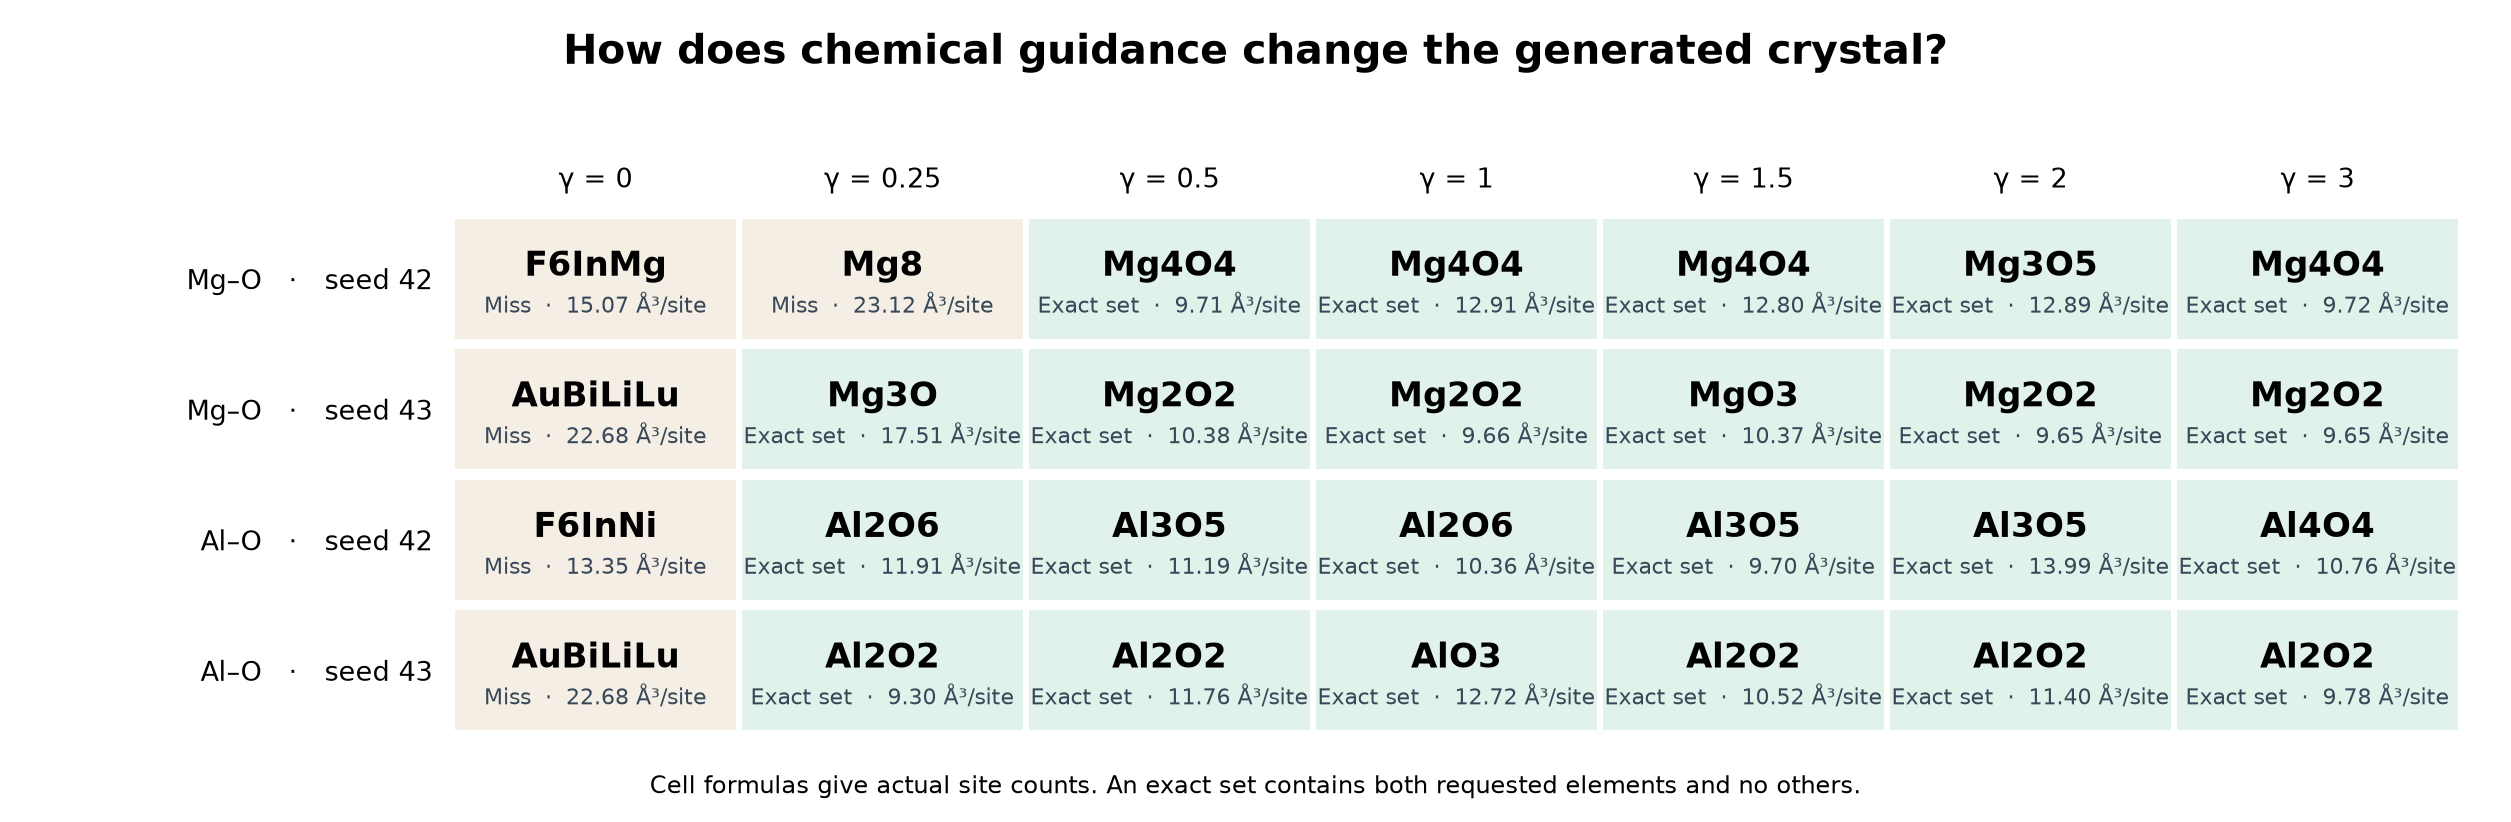 How does chemical guidance change the generated crystal?
γ = 0 γ = 0.25 γ = 0.5 γ = 1 γ = 1.5 γ = 2 γ = 3
F6InMg Mg8 Mg4O4 Mg4O4 Mg4O4 Mg3O5 Mg4O4
Mg–O · seed 42
Miss · 15.07 Å³/site Miss · 23.12 Å³/site Exact set · 9.71 Å³/site Exact set · 12.91 Å³/site Exact set · 12.80 Å³/site Exact set · 12.89 Å³/site Exact set · 9.72 Å³/site
AuBiLiLu Mg3O Mg2O2 Mg2O2 MgO3 Mg2O2 Mg2O2
Mg–O · seed 43
Miss · 22.68 Å³/site Exact set · 17.51 Å³/site Exact set · 10.38 Å³/site Exact set · 9.66 Å³/site Exact set · 10.37 Å³/site Exact set · 9.65 Å³/site Exact set · 9.65 Å³/site
F6InNi Al2O6 Al3O5 Al2O6 Al3O5 Al3O5 Al4O4
Al–O · seed 42
Miss · 13.35 Å³/site Exact set · 11.91 Å³/site Exact set · 11.19 Å³/site Exact set · 10.36 Å³/site Exact set · 9.70 Å³/site Exact set · 13.99 Å³/site Exact set · 10.76 Å³/site
AuBiLiLu Al2O2 Al2O2 AlO3 Al2O2 Al2O2 Al2O2
Al–O · seed 43
Miss · 22.68 Å³/site Exact set · 9.30 Å³/site Exact set · 11.76 Å³/site Exact set · 12.72 Å³/site Exact set · 10.52 Å³/site Exact set · 11.40 Å³/site Exact set · 9.78 Å³/site
Cell formulas give actual site counts. An exact set contains both requested elements and no others.